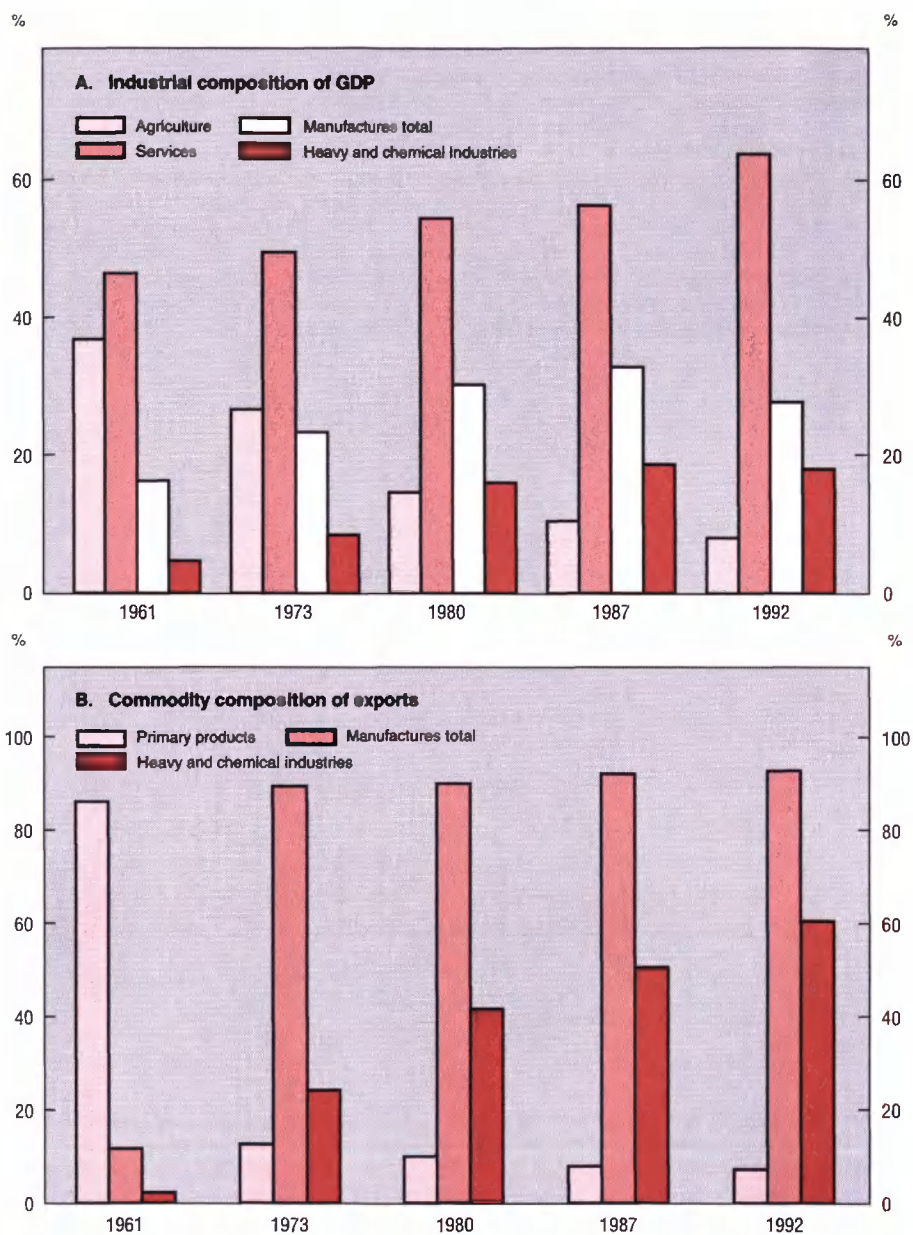 % %
A. Industrial composition of GDP
Agriculture Manufactures total
Services Heavy and chemical industries
60 60
40 40
20 20
0 0
1961 1973 1980 1987 1992
% %
B. Commodity composition of exports
100 100
Primary products Manufactures total
Heavy and chemical industries
80 80
60 60
40 40
20 20
0 0
1961 1973 1980 1987 1992